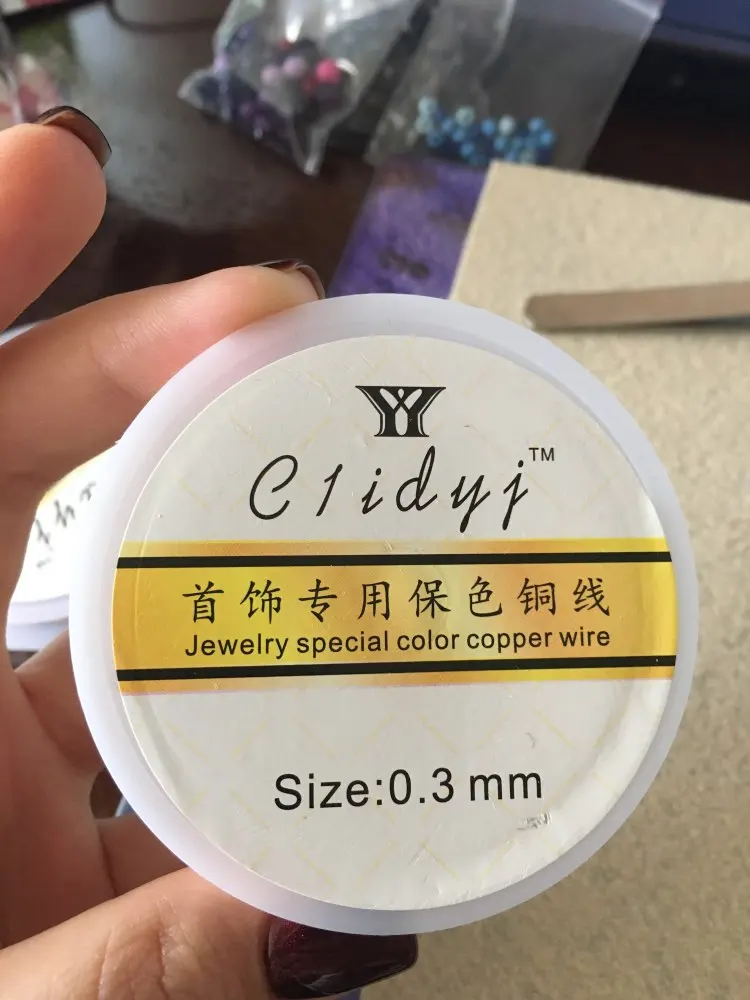 C1idyj™
首饰专用保色铜线
Jewelry special color copper wire
Size:0.3 mm